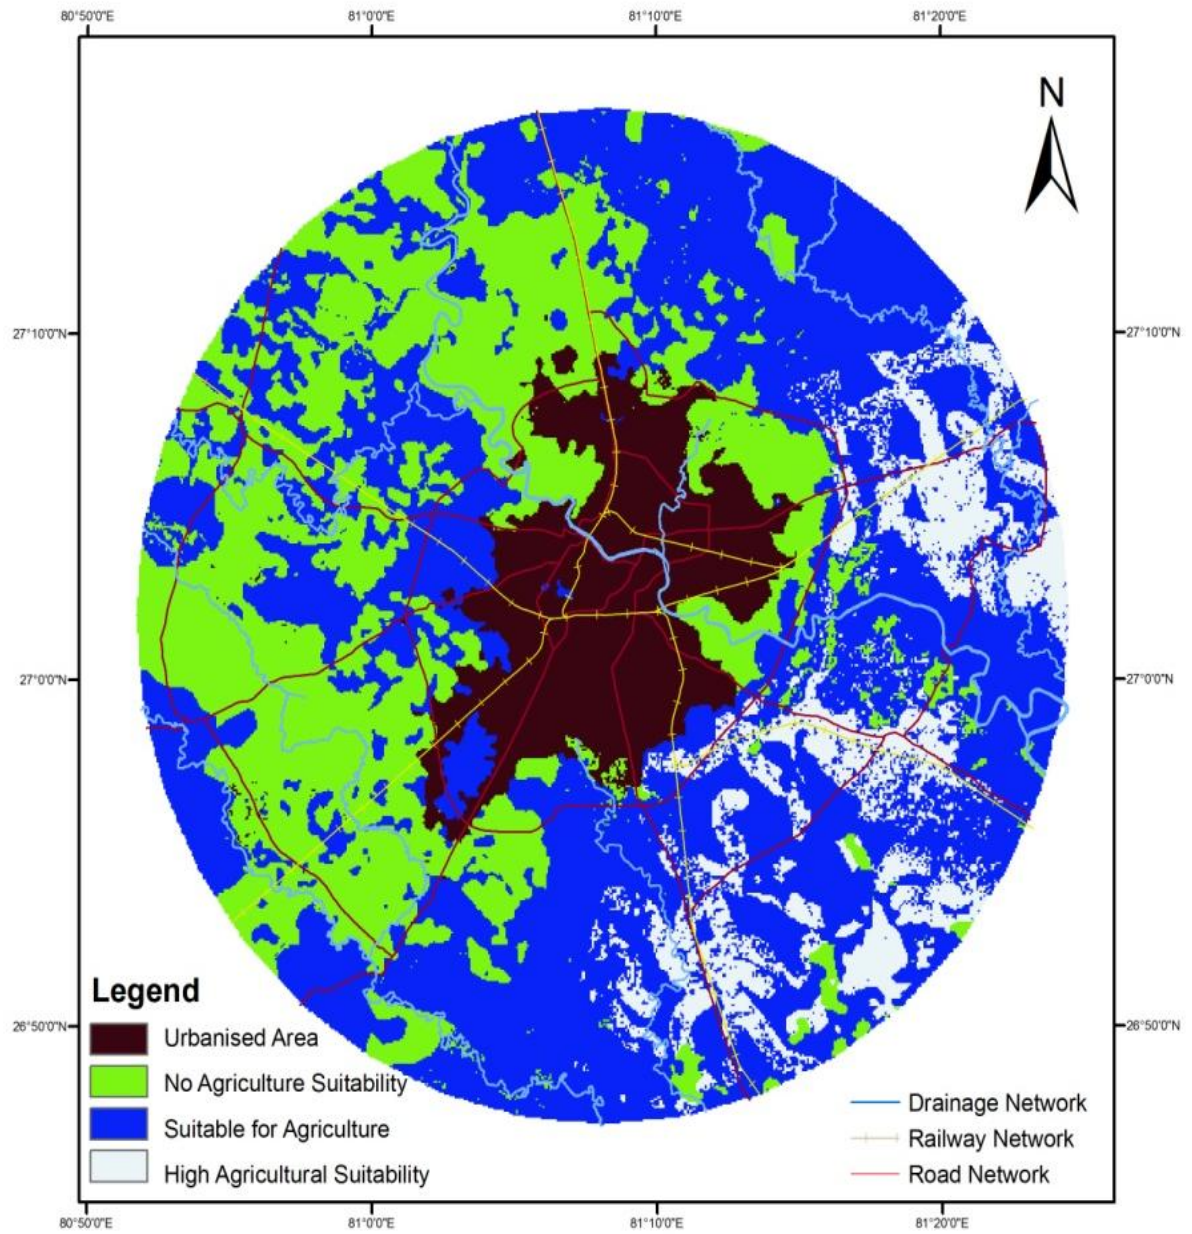 80°50'0"E 81°0'0"E 81°10'0"E 81°20'0"E
N
27°10'0"N 27°10'0"N
27°0'0"N 27°0'0"N
26°50'0"N 26°50'0"N
Legend
Urbanised Area
No Agriculture Suitability
Suitable for Agriculture
High Agricultural Suitability
Drainage Network
Railway Network
Road Network
80°50'0"E 81°0'0"E 81°10'0"E 81°20'0"E